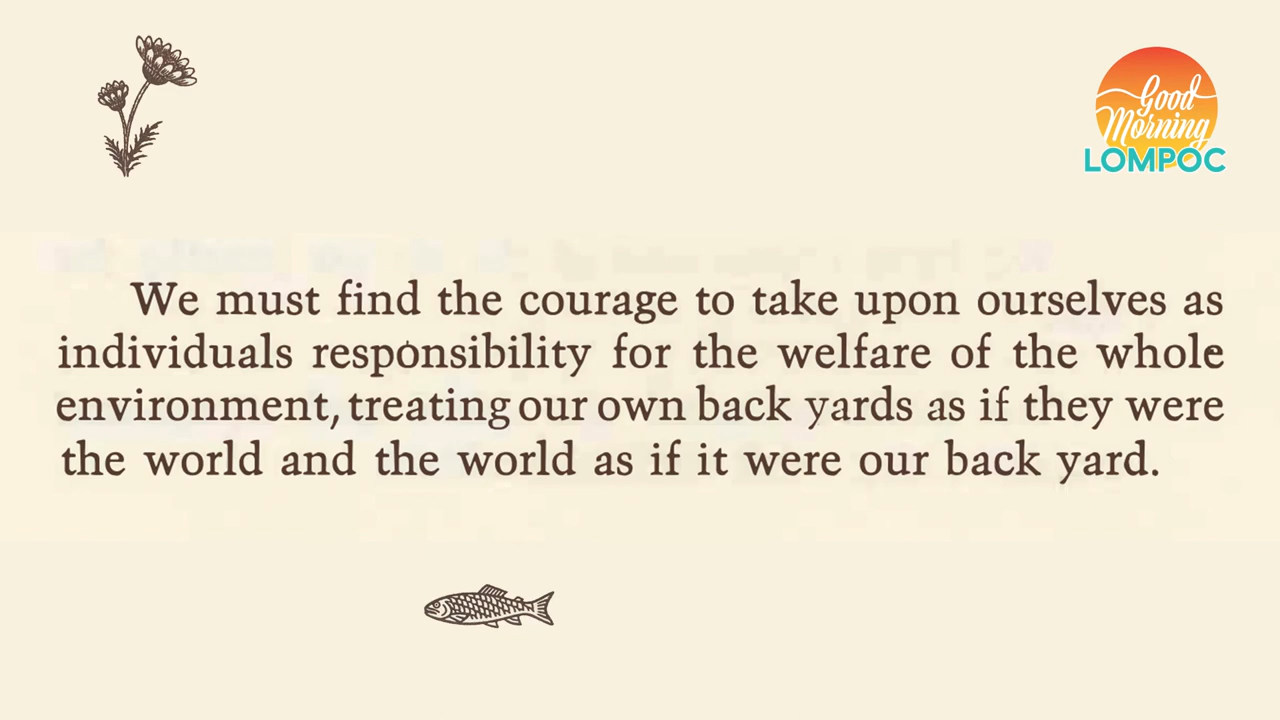 Good
Morning
LOMPOC
We must find the courage to take upon ourselves as
individuals responsibility for the welfare of the whole
environment, treating our own back yards as if they were
the world and the world as if it were our back yard.